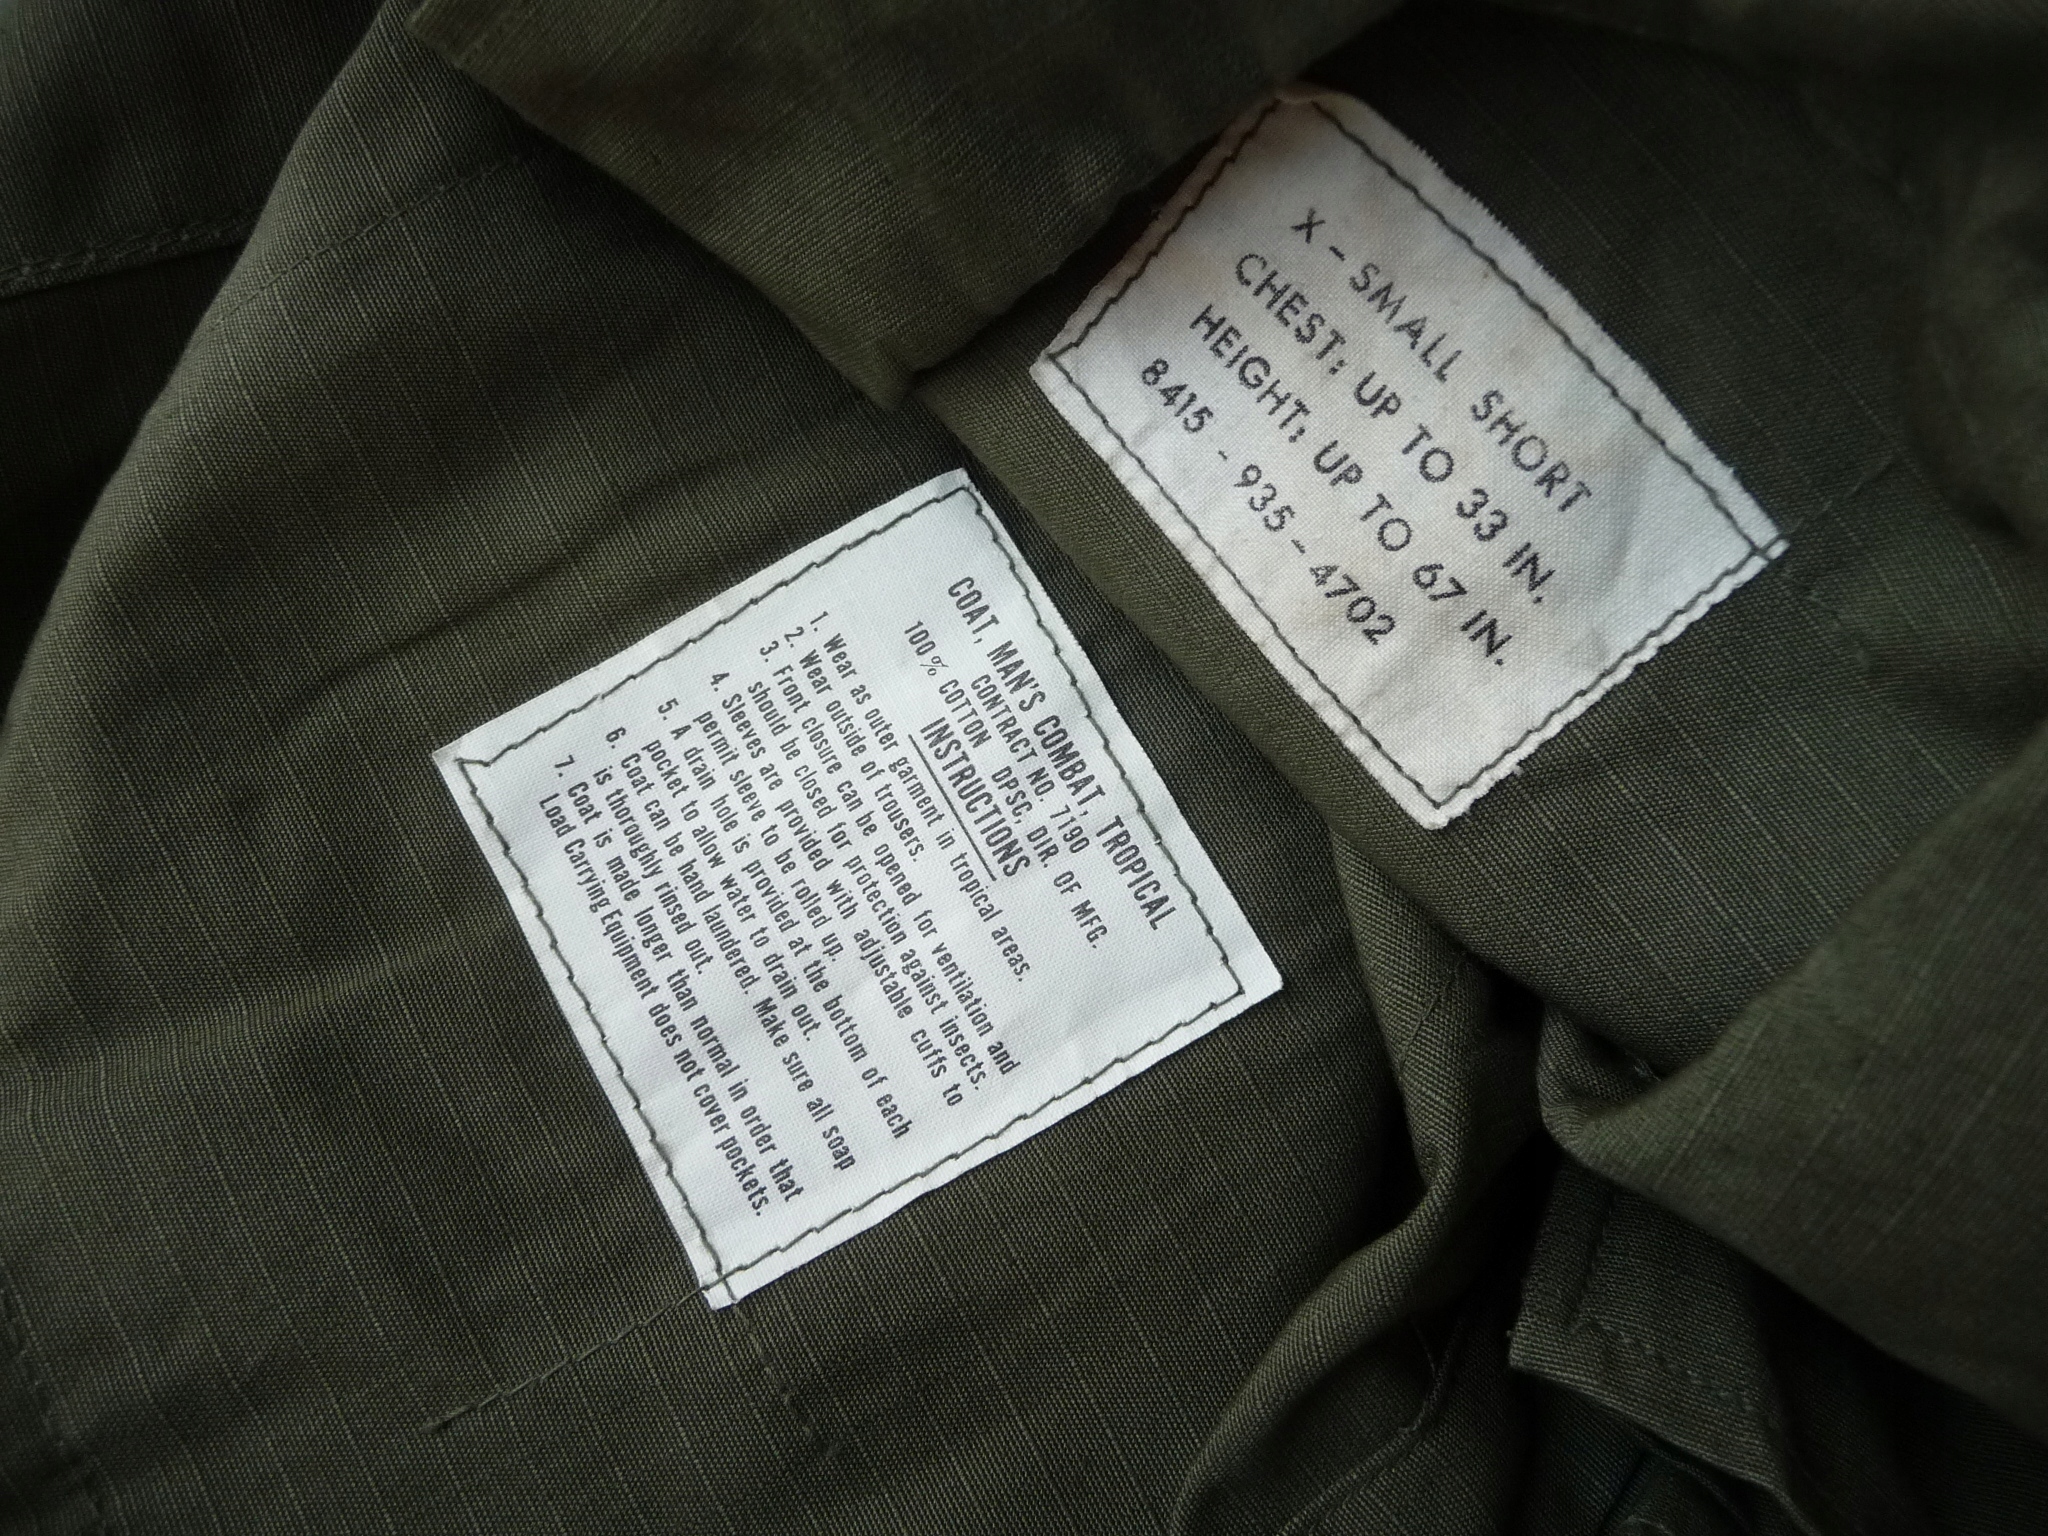 X - SMALL SHORT
CHEST: UP TO 33 IN.
HEIGHT: UP TO 67 IN.
8415 - 935 - 4702
COAT, MAN'S COMBAT, TROPICAL
CONTRACT NO. 7190
100% COTTON DPSC, DIR. OF MFG.
INSTRUCTIONS
1. Wear as outer garment in tropical areas.
2. Wear outside of trousers.
3. Front closure can be opened for ventilation and
should be closed for protection against insects.
4. Sleeves are provided with adjustable cuffs to
permit sleeve to be rolled up.
5. A drain hole is provided at the bottom of each
pocket to allow water to drain out.
6. Coat can be hand laundered. Make sure all soap
is thoroughly rinsed out.
7. Coat is made longer than normal in order that
Load Carrying Equipment does not cover pockets.